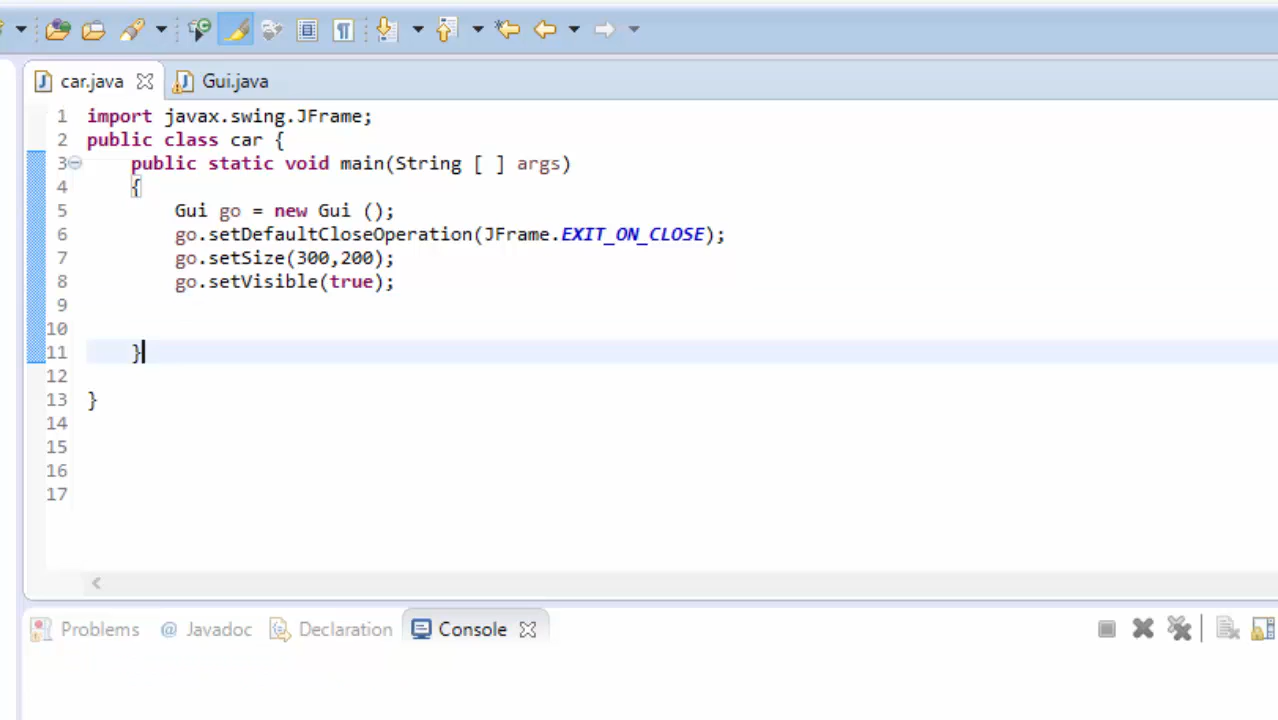 car.java Gui.java
1 import javax.swing.JFrame;
2 public class car {
3 public static void main(String [ ] args)
4 {
5 Gui go = new Gui ();
6 go.setDefaultCloseOperation(JFrame.EXIT_ON_CLOSE);
7 go.setSize(300,200);
8 go.setVisible(true);
9
10
11 }
12
13 }
14
15
16
17
Problems @ Javadoc Declaration Console